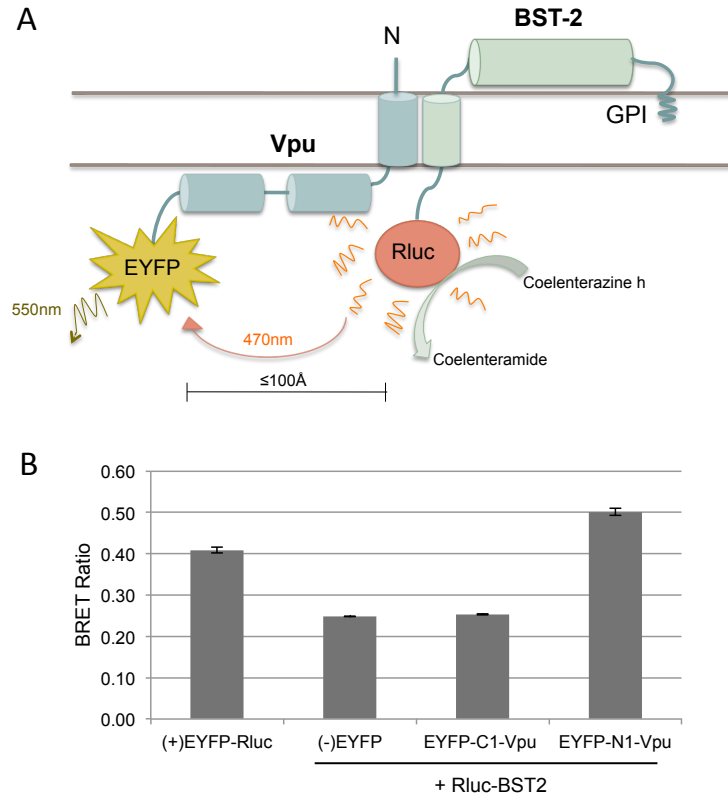 A
BST-2
N
GPI
Vpu
EYFP
Rluc
Coelenterazine h
550nm
470nm
Coelenteramide
≤100Å
B
0.60
0.50
0.40
0.30
0.20
0.10
0.00
BRET Ratio
(+)EYFP-Rluc
(-)EYFP
EYFP-C1-Vpu
EYFP-N1-Vpu
+ Rluc-BST2